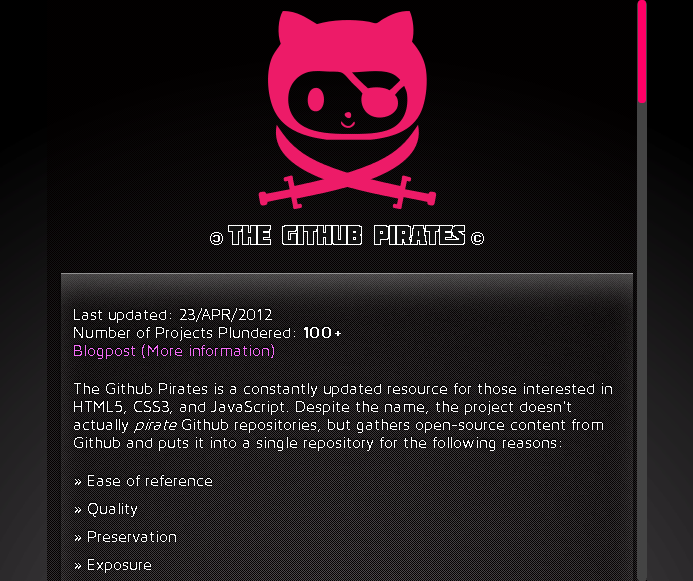 © THE GITHUB PIRATES ©
Last updated: 23/APR/2012
Number of Projects Plundered: 100+
Blogpost (More information)
The Github Pirates is a constantly updated resource for those interested in
HTML5, CSS3, and JavaScript. Despite the name, the project doesn't
actually pirate Github repositories, but gathers open-source content from
Github and puts it into a single repository for the following reasons:
» Ease of reference
» Quality
» Preservation
» Exposure